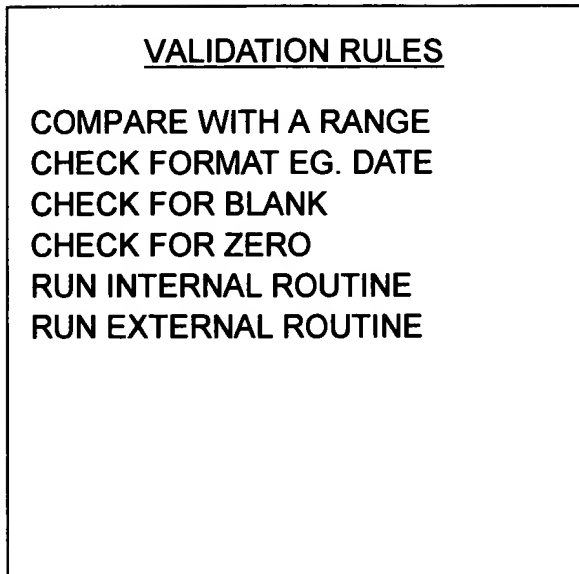 VALIDATION RULES
COMPARE WITH A RANGE
CHECK FORMAT EG. DATE
CHECK FOR BLANK
CHECK FOR ZERO
RUN INTERNAL ROUTINE
RUN EXTERNAL ROUTINE